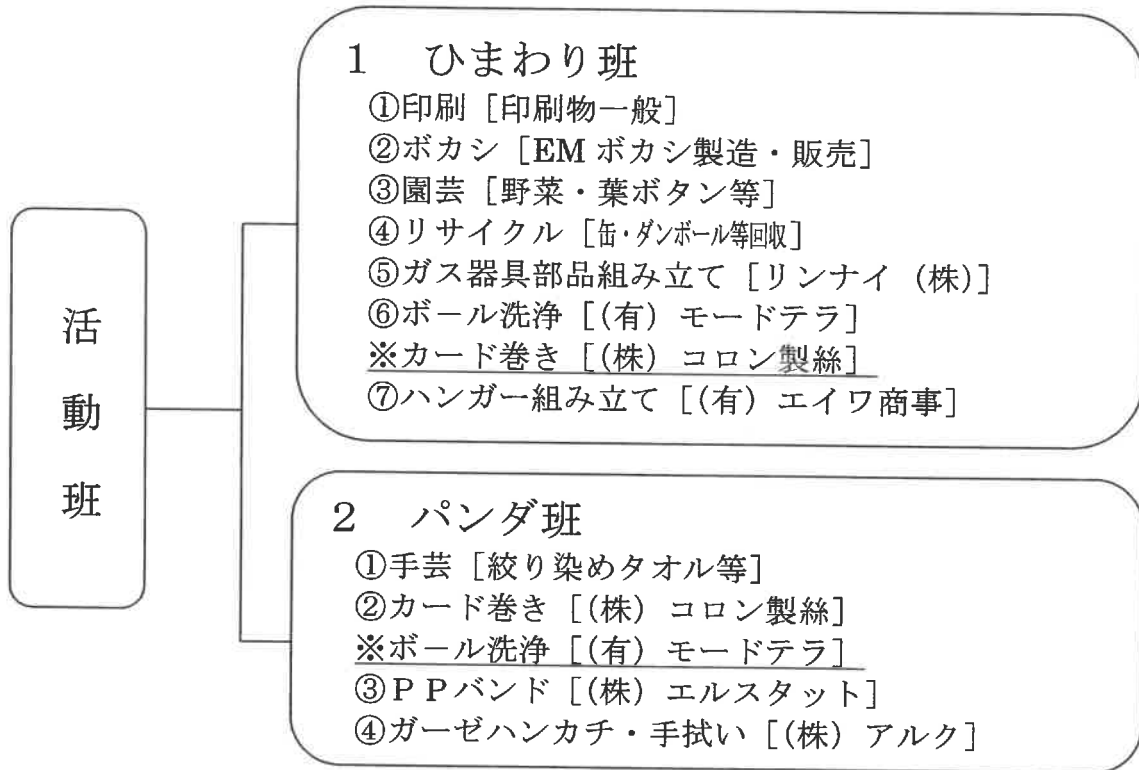 活動班
1 ひまわり班
①印刷［印刷物一般］
②ボカシ［EMボカシ製造・販売］
③園芸［野菜・葉ボタン等］
④リサイクル［缶・ダンボール等回収］
⑤ガス器具部品組み立て［リンナイ（株）］
⑥ボール洗浄［(有）モードテラ］
※カード巻き［(株）コロン製絲］
⑦ハンガー組み立て［(有）エイワ商事］
2 パンダ班
①手芸［絞り染めタオル等］
②カード巻き［(株）コロン製絲］
※ボール洗浄［(有）モードテラ］
③PPバンド［(株）エルスタット］
④ガーゼハンカチ・手拭い［(株）アルク］